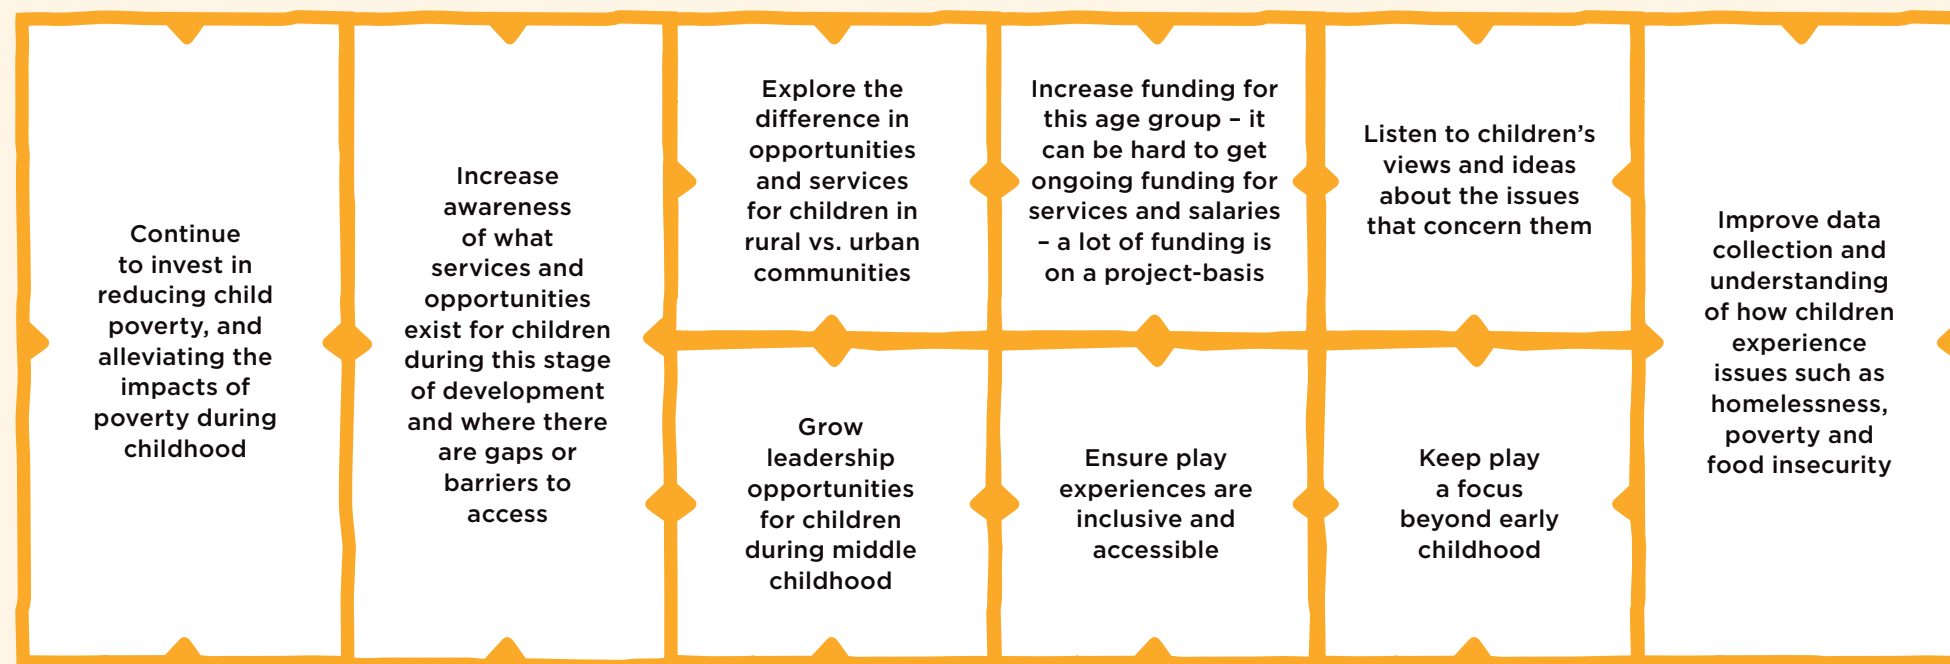 Continue
to invest in
reducing child
poverty, and
alleviating the
impacts of
poverty during
childhood
Increase
awareness
of what
services and
opportunities
exist for children
during this stage
of development
and where there
are gaps or
barriers to
access
Explore the
difference in
opportunities
and services
for children in
rural vs. urban
communities
Increase funding for
this age group – it
can be hard to get
ongoing funding for
services and salaries
– a lot of funding is
on a project-basis
Listen to children’s
views and ideas
about the issues
that concern them
Grow
leadership
opportunities
for children
during middle
childhood
Ensure play
experiences are
inclusive and
accessible
Keep play
a focus
beyond early
childhood
Improve data
collection and
understanding
of how children
experience
issues such as
homelessness,
poverty and
food insecurity